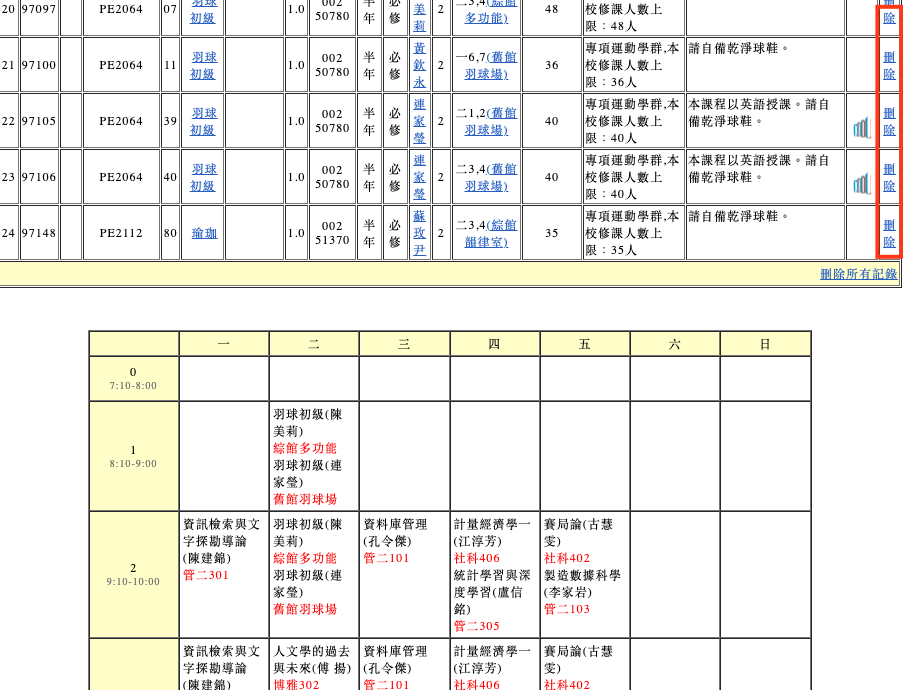 20 97097 PE2064 07 羽球初級 1.0 002 50780 半年 必修 美莉 2 二3,4(綜館多功能) 48 校修課人數上限：48人 刪除
21 97100 PE2064 11 羽球初級 1.0 002 50780 半年 必修 黃欽永 2 一6,7(舊館羽球場) 36 專項運動學群,本校修課人數上限：36人 請自備乾淨球鞋。 刪除
22 97105 PE2064 39 羽球初級 1.0 002 50780 半年 必修 連家瑩 2 二1,2(舊館羽球場) 40 專項運動學群,本校修課人數上限：40人 本課程以英語授課。請自備乾淨球鞋。 刪除
23 97106 PE2064 40 羽球初級 1.0 002 50780 半年 必修 連家瑩 2 二3,4(舊館羽球場) 40 專項運動學群,本校修課人數上限：40人 本課程以英語授課。請自備乾淨球鞋。 刪除
24 97148 PE2112 80 瑜珈 1.0 002 51370 半年 必修 蘇玫尹 2 二3,4(綜館韻律室) 35 專項運動學群,本校修課人數上限：35人 請自備乾淨球鞋。 刪除
刪除所有記錄
一 二 三 四 五 六 日
0
7:10-8:00
1
8:10-9:00
羽球初級(陳
美莉)
綜館多功能
羽球初級(連
家瑩)
舊館羽球場
2
9:10-10:00
資訊檢索與文
字探勘導論
(陳建錦)
管二301
羽球初級(陳
美莉)
綜館多功能
羽球初級(連
家瑩)
舊館羽球場
資料庫管理
(孔令傑)
管二101
計量經濟學一
(江淳芳)
社科406
統計學習與深
度學習(盧信
銘)
管二305
賽局論(古慧
雯)
社科402
製造數據科學
(李家岩)
管二103
資訊檢索與文
字探勘導論
(陳建錦)
人文學的過去
與未來(傅 揚)
博雅302
資料庫管理
(孔令傑)
管二101
計量經濟學一
(江淳芳)
社科406
賽局論(古慧
雯)
社科402